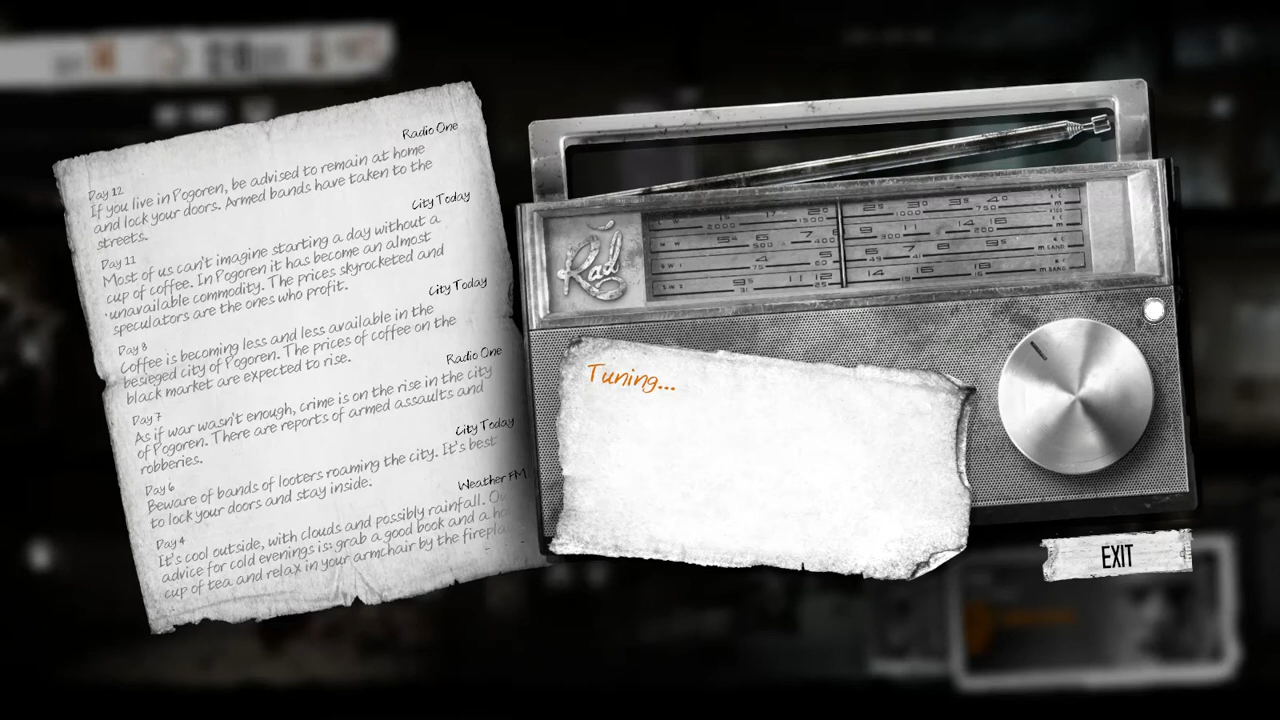 Radio One
Day 12
If you live in Pogoren, be advised to remain at home
and lock your doors. Armed bands have taken to the
streets.
City Today
Day 11
Most of us can't imagine starting a day without a
cup of coffee. In Pogoren it has become an almost
unavailable commodity. The prices skyrocketed and
speculators are the ones who profit.
City Today
Day 8
Coffee is becoming less and less available in the
besieged city of Pogoren. The prices of coffee on the
black market are expected to rise.
Radio One
Day 7
As if war wasn't enough, crime is on the rise in the city
of Pogoren. There are reports of armed assaults and
robberies.
City Today
Day 6
Beware of bands of looters roaming the city. It's best
to lock your doors and stay inside.
Weather FM
Day 4
It's cool outside, with clouds and possibly rainfall.
advice for cold evenings is: grab a good book and a
cup of tea and relax in your armchair by the
Rad
Tuning...
EXIT